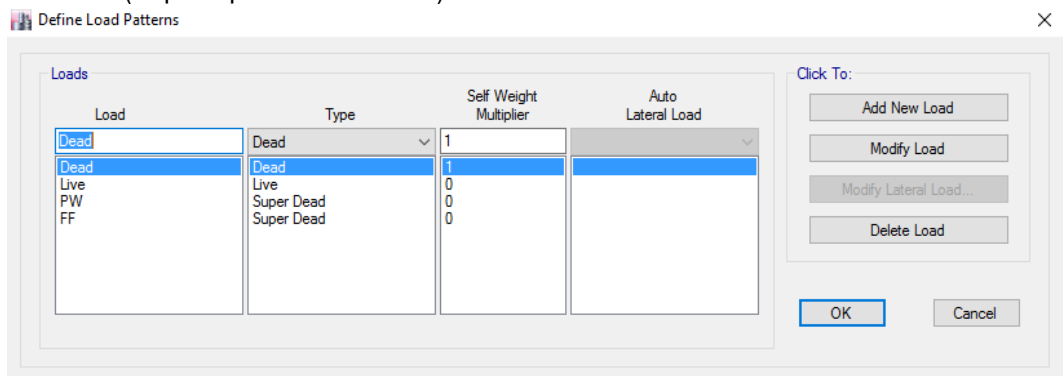 Define Load Patterns
Loads
Click To:
Load Type Self Weight Multiplier Auto Lateral Load
Dead Dead 1
Dead Dead 1
Live Live 0
PW Super Dead 0
FF Super Dead 0
Add New Load
Modify Load
Modify Lateral Load...
Delete Load
OK Cancel